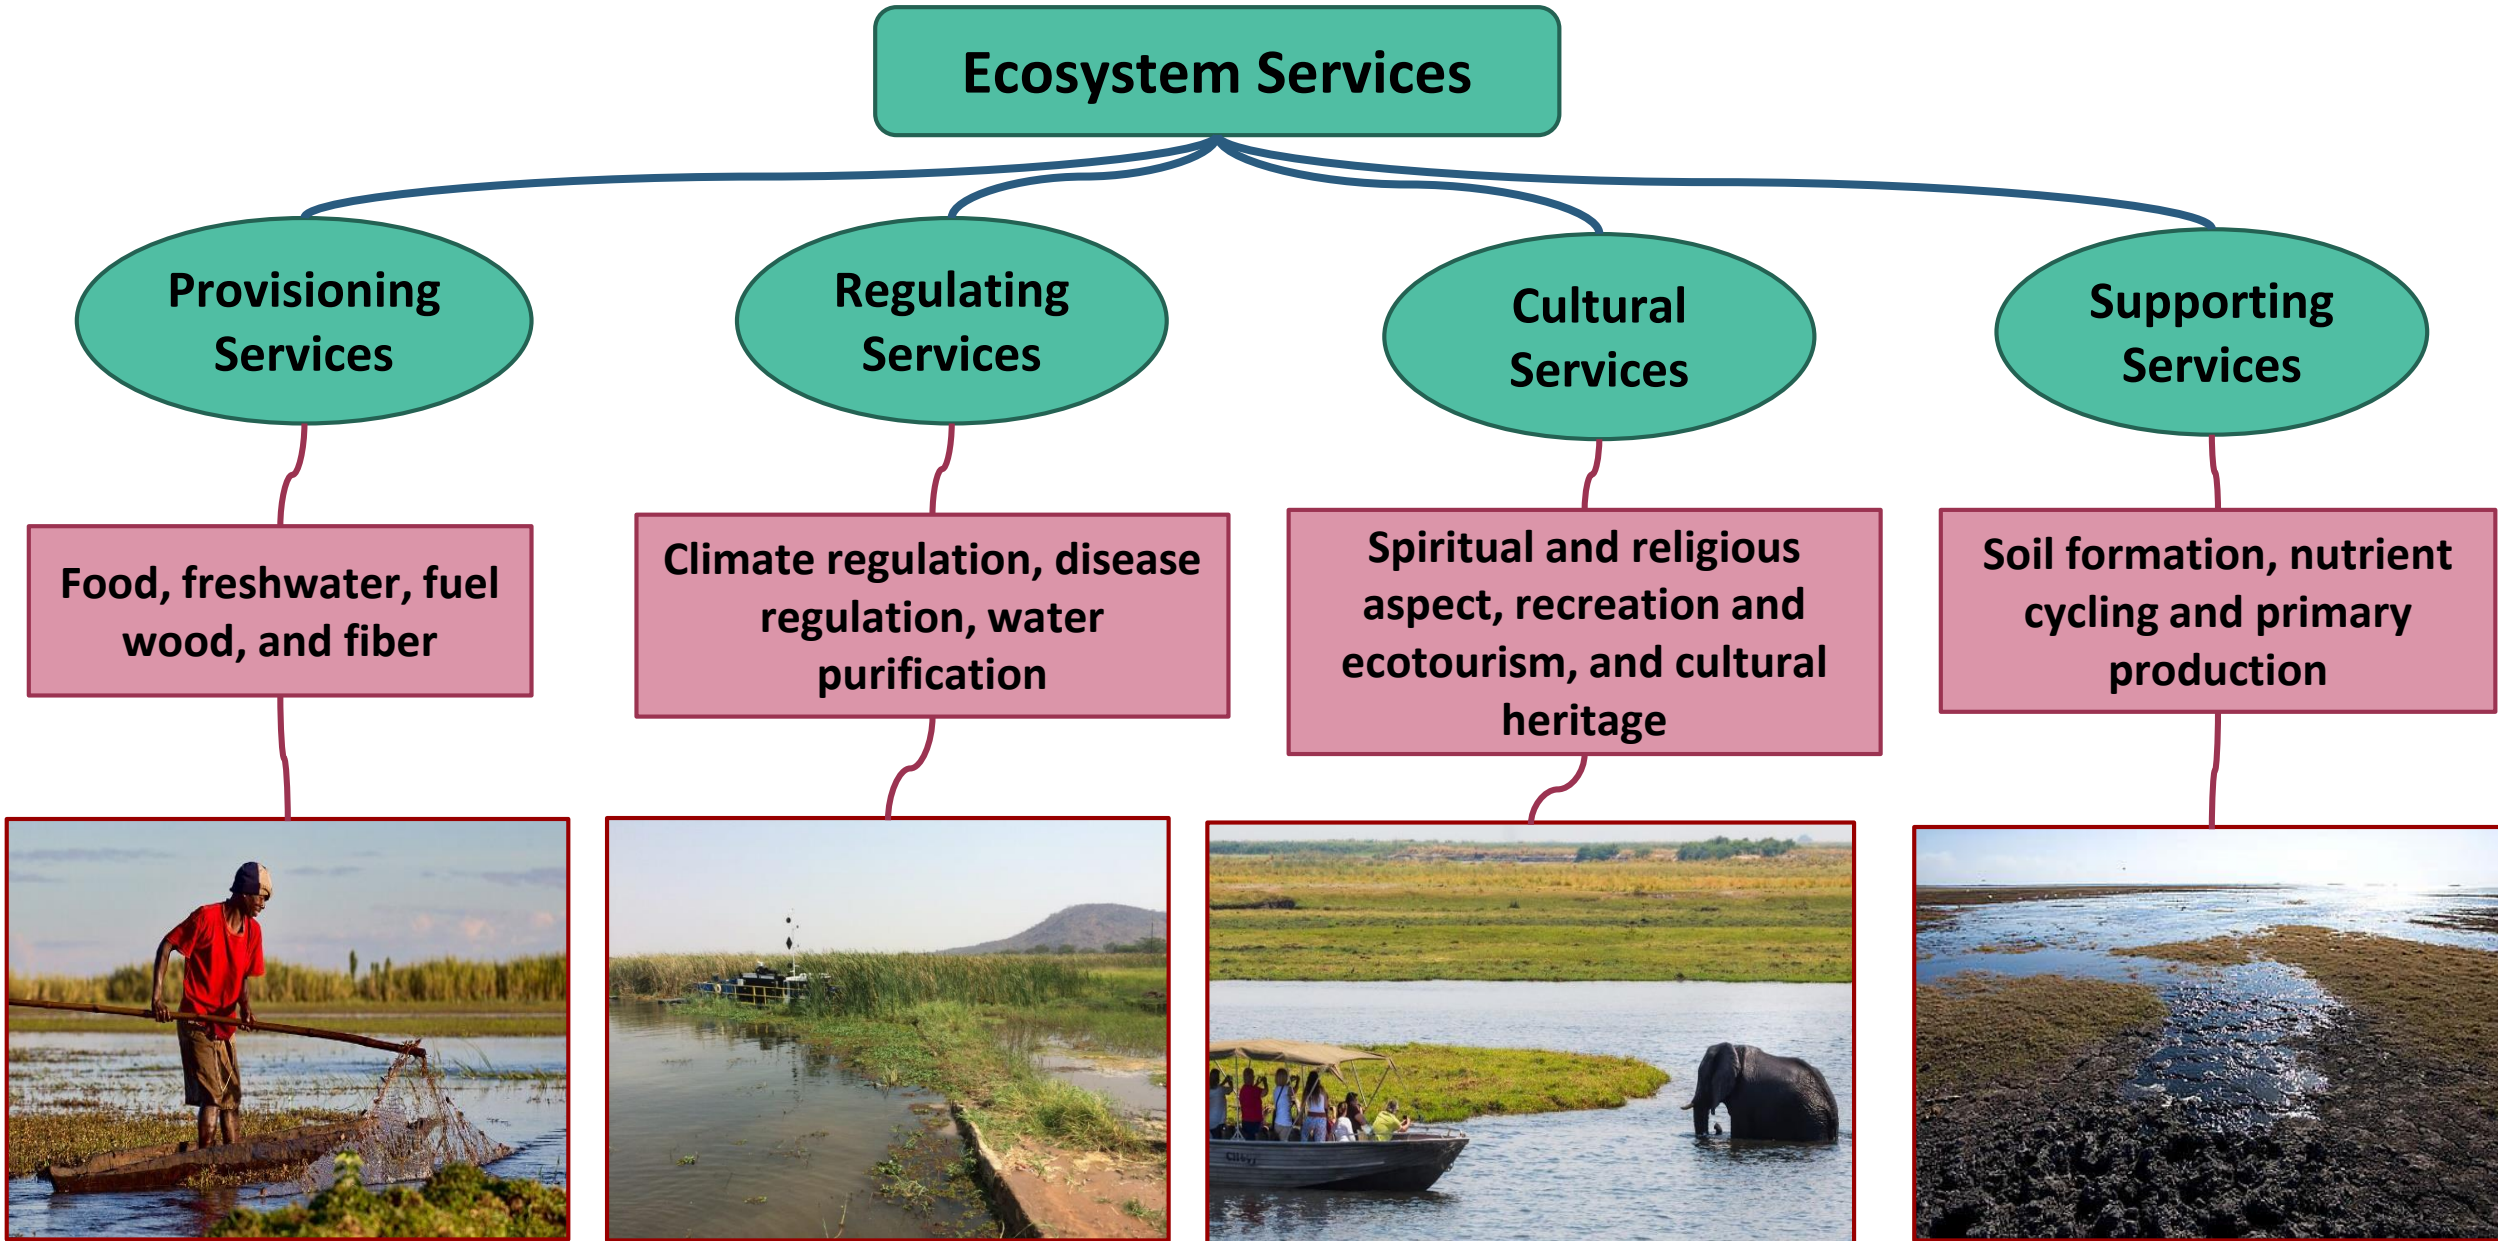 Ecosystem Services
Provisioning
Services
Regulating
Services
Cultural
Services
Supporting
Services
Food, freshwater, fuel
wood, and fiber
Climate regulation, disease
regulation, water
purification
Spiritual and religious
aspect, recreation and
ecotourism, and cultural
heritage
Soil formation, nutrient
cycling and primary
production